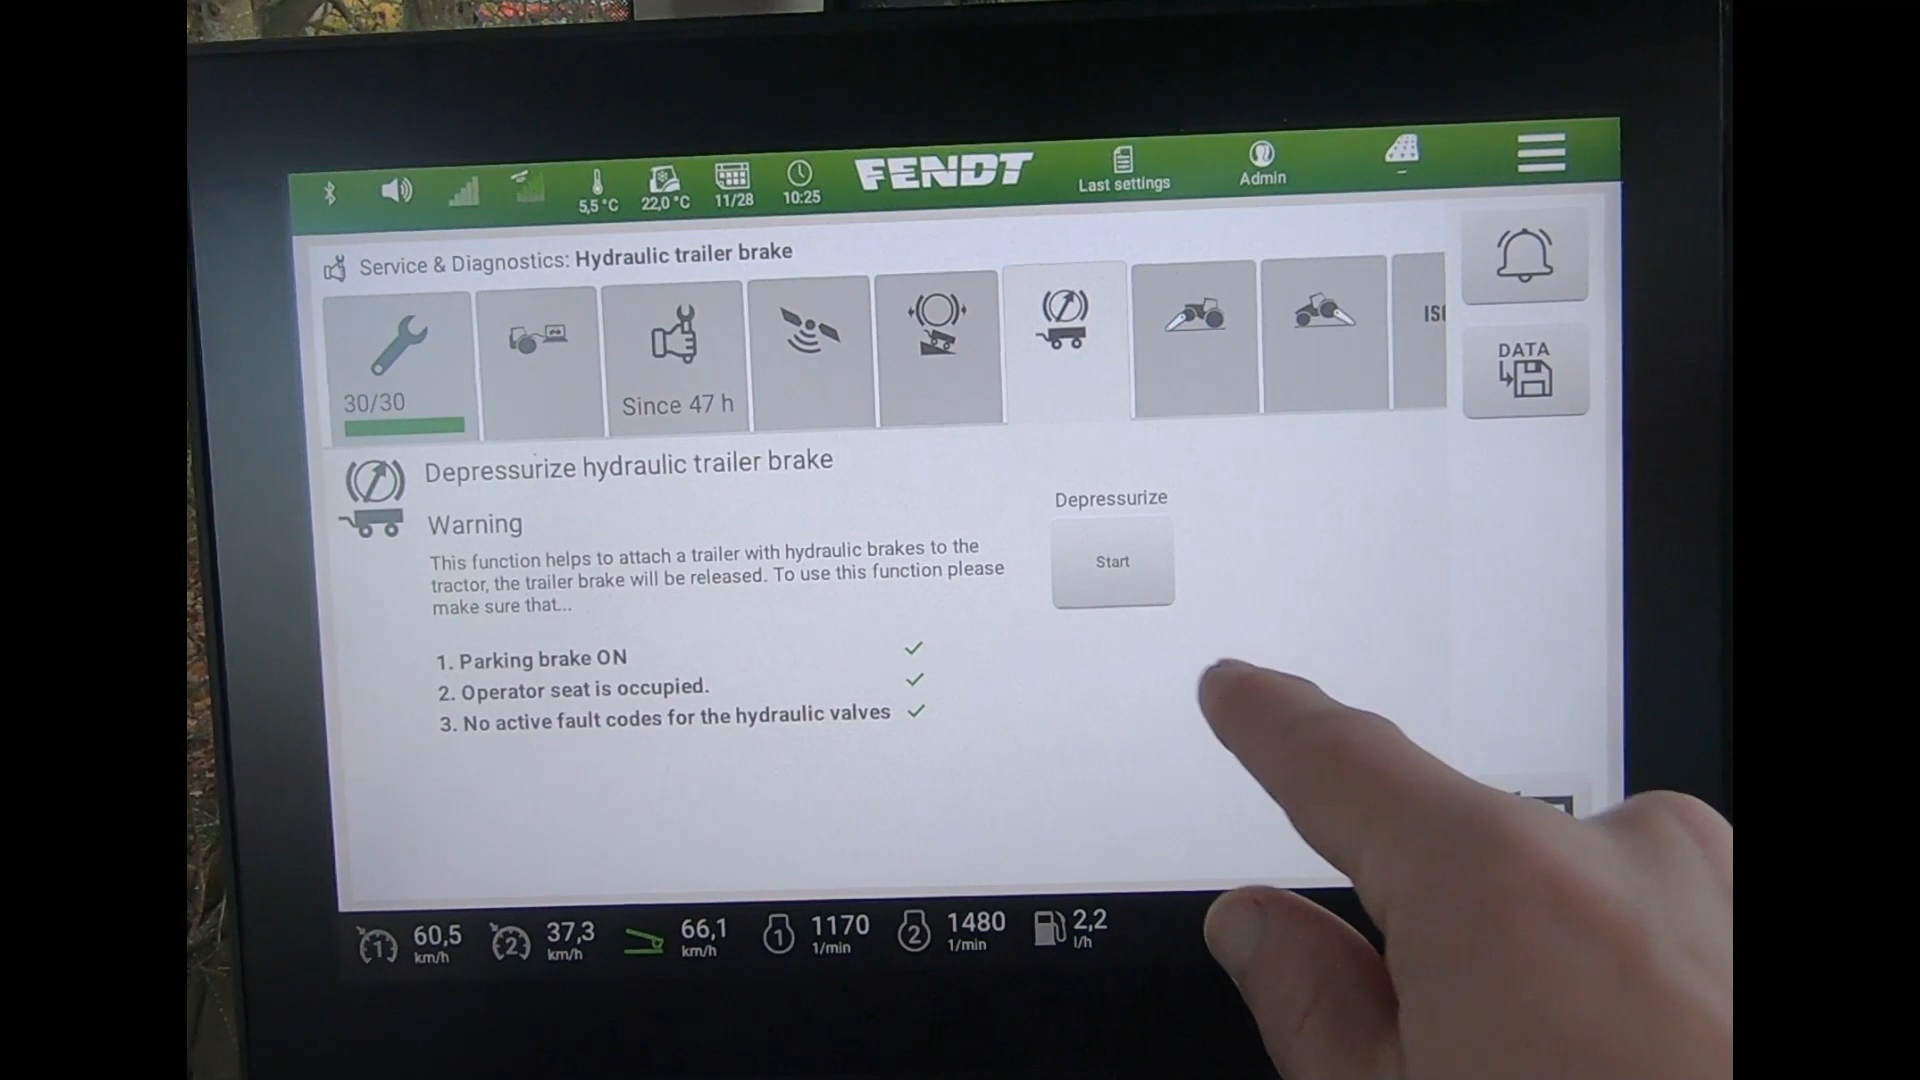 5,5 °C
22,0 °C
11/28
10:25
FENDT
Last settings
Admin
Service & Diagnostics: Hydraulic trailer brake
30/30
Since 47 h
DATA
Depressurize hydraulic trailer brake
Warning
This function helps to attach a trailer with hydraulic brakes to the
tractor, the trailer brake will be released. To use this function please
make sure that...
Depressurize
Start
1. Parking brake ON
2. Operator seat is occupied.
3. No active fault codes for the hydraulic valves
1 60,5 km/h
2 37,3 km/h
66,1 km/h
1 1170 1/min
2 1480 1/min
2,2 l/h